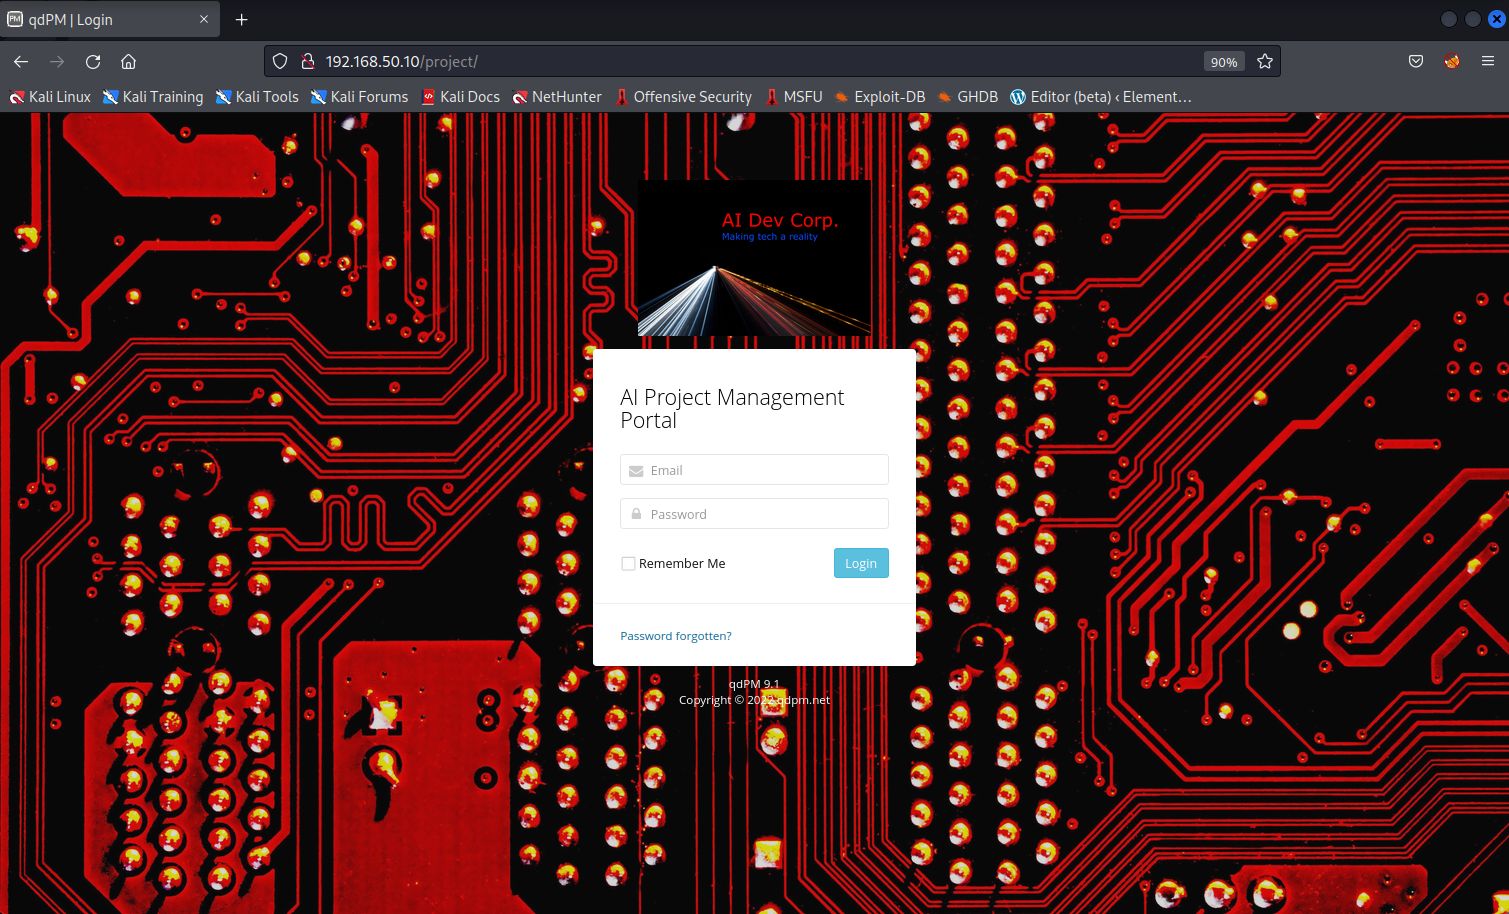 qdPM | Login
192.168.50.10/project/
90%
Kali Linux
Kali Training
Kali Tools
Kali Forums
Kali Docs
NetHunter
Offensive Security
MSFU
Exploit-DB
GHDB
Editor (beta) ‹ Element…
AI Dev Corp.
Making tech a reality
AI Project Management
Portal
Email
Password
Remember Me
Login
Password forgotten?
qdPM 9.1
Copyright © 2022 qdpm.net